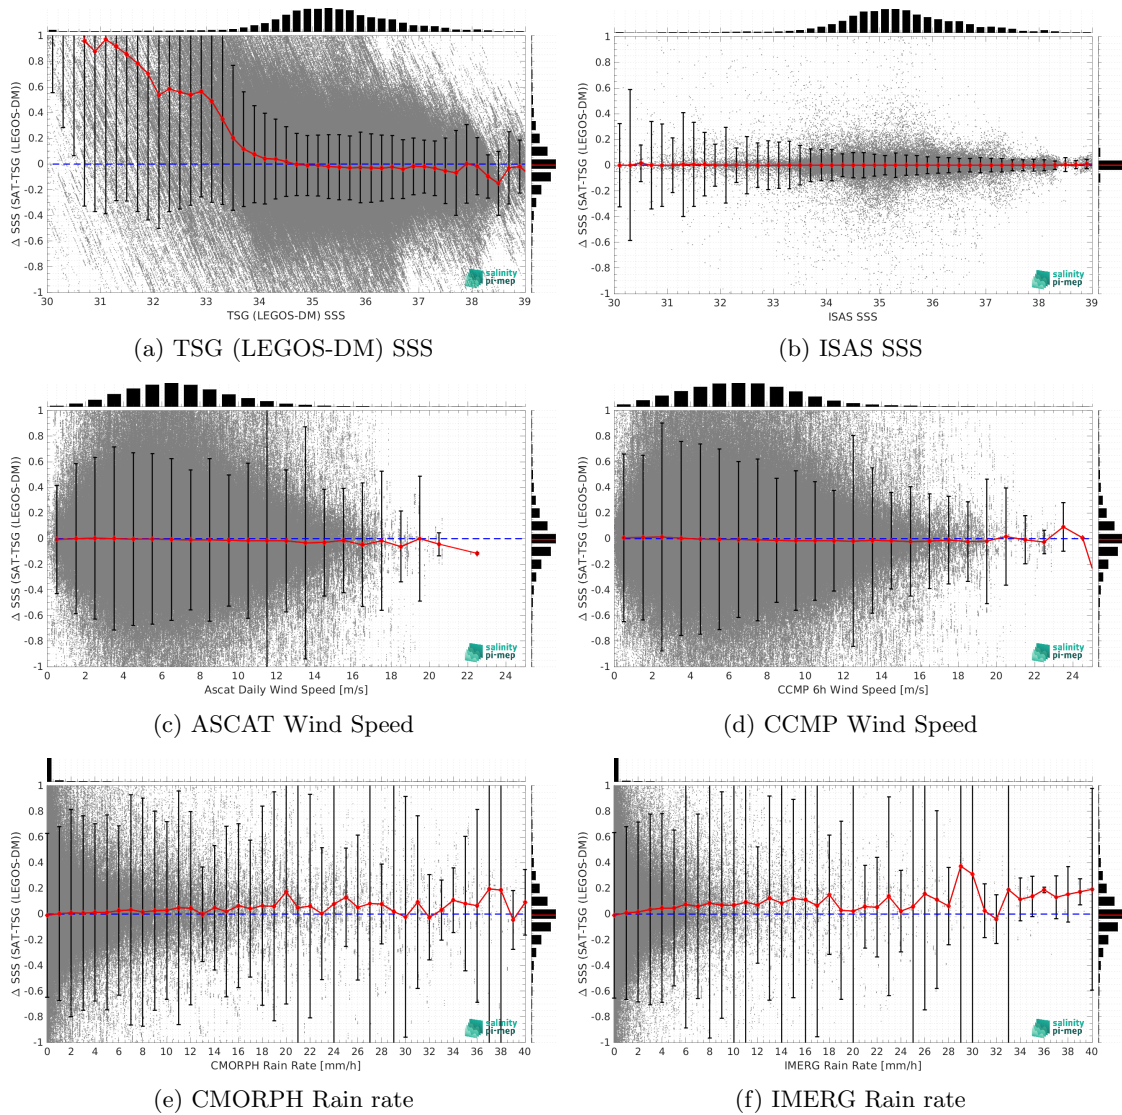 1
0.8
0.6
0.4
0.2
0
-0.2
-0.4
-0.6
-0.8
-1
Δ SSS (SAT-TSG (LEGOS-DM))
30 31 32 33 34 35 36 37 38 39
TSG (LEGOS-DM) SSS
salinity
pi-mep
(a) TSG (LEGOS-DM) SSS
1
0.8
0.6
0.4
0.2
0
-0.2
-0.4
-0.6
-0.8
-1
Δ SSS (SAT-TSG (LEGOS-DM))
30 31 32 33 34 35 36 37 38 39
ISAS SSS
salinity
pi-mep
(b) ISAS SSS
1
0.8
0.6
0.4
0.2
0
-0.2
-0.4
-0.6
-0.8
-1
Δ SSS (SAT-TSG (LEGOS-DM))
0 2 4 6 8 10 12 14 16 18 20 22 24
Ascat Daily Wind Speed [m/s]
salinity
pi-mep
(c) ASCAT Wind Speed
1
0.8
0.6
0.4
0.2
0
-0.2
-0.4
-0.6
-0.8
-1
Δ SSS (SAT-TSG (LEGOS-DM))
0 2 4 6 8 10 12 14 16 18 20 22 24
CCMP 6h Wind Speed [m/s]
salinity
pi-mep
(d) CCMP Wind Speed
1
0.8
0.6
0.4
0.2
0
-0.2
-0.4
-0.6
-0.8
-1
Δ SSS (SAT-TSG (LEGOS-DM))
0 2 4 6 8 10 12 14 16 18 20 22 24 26 28 30 32 34 36 38 40
CMORPH Rain Rate [mm/h]
salinity
pi-mep
(e) CMORPH Rain rate
1
0.8
0.6
0.4
0.2
0
-0.2
-0.4
-0.6
-0.8
-1
Δ SSS (SAT-TSG (LEGOS-DM))
0 2 4 6 8 10 12 14 16 18 20 22 24 26 28 30 32 34 36 38 40
IMERG Rain Rate [mm/h]
salinity
pi-mep
(f) IMERG Rain rate